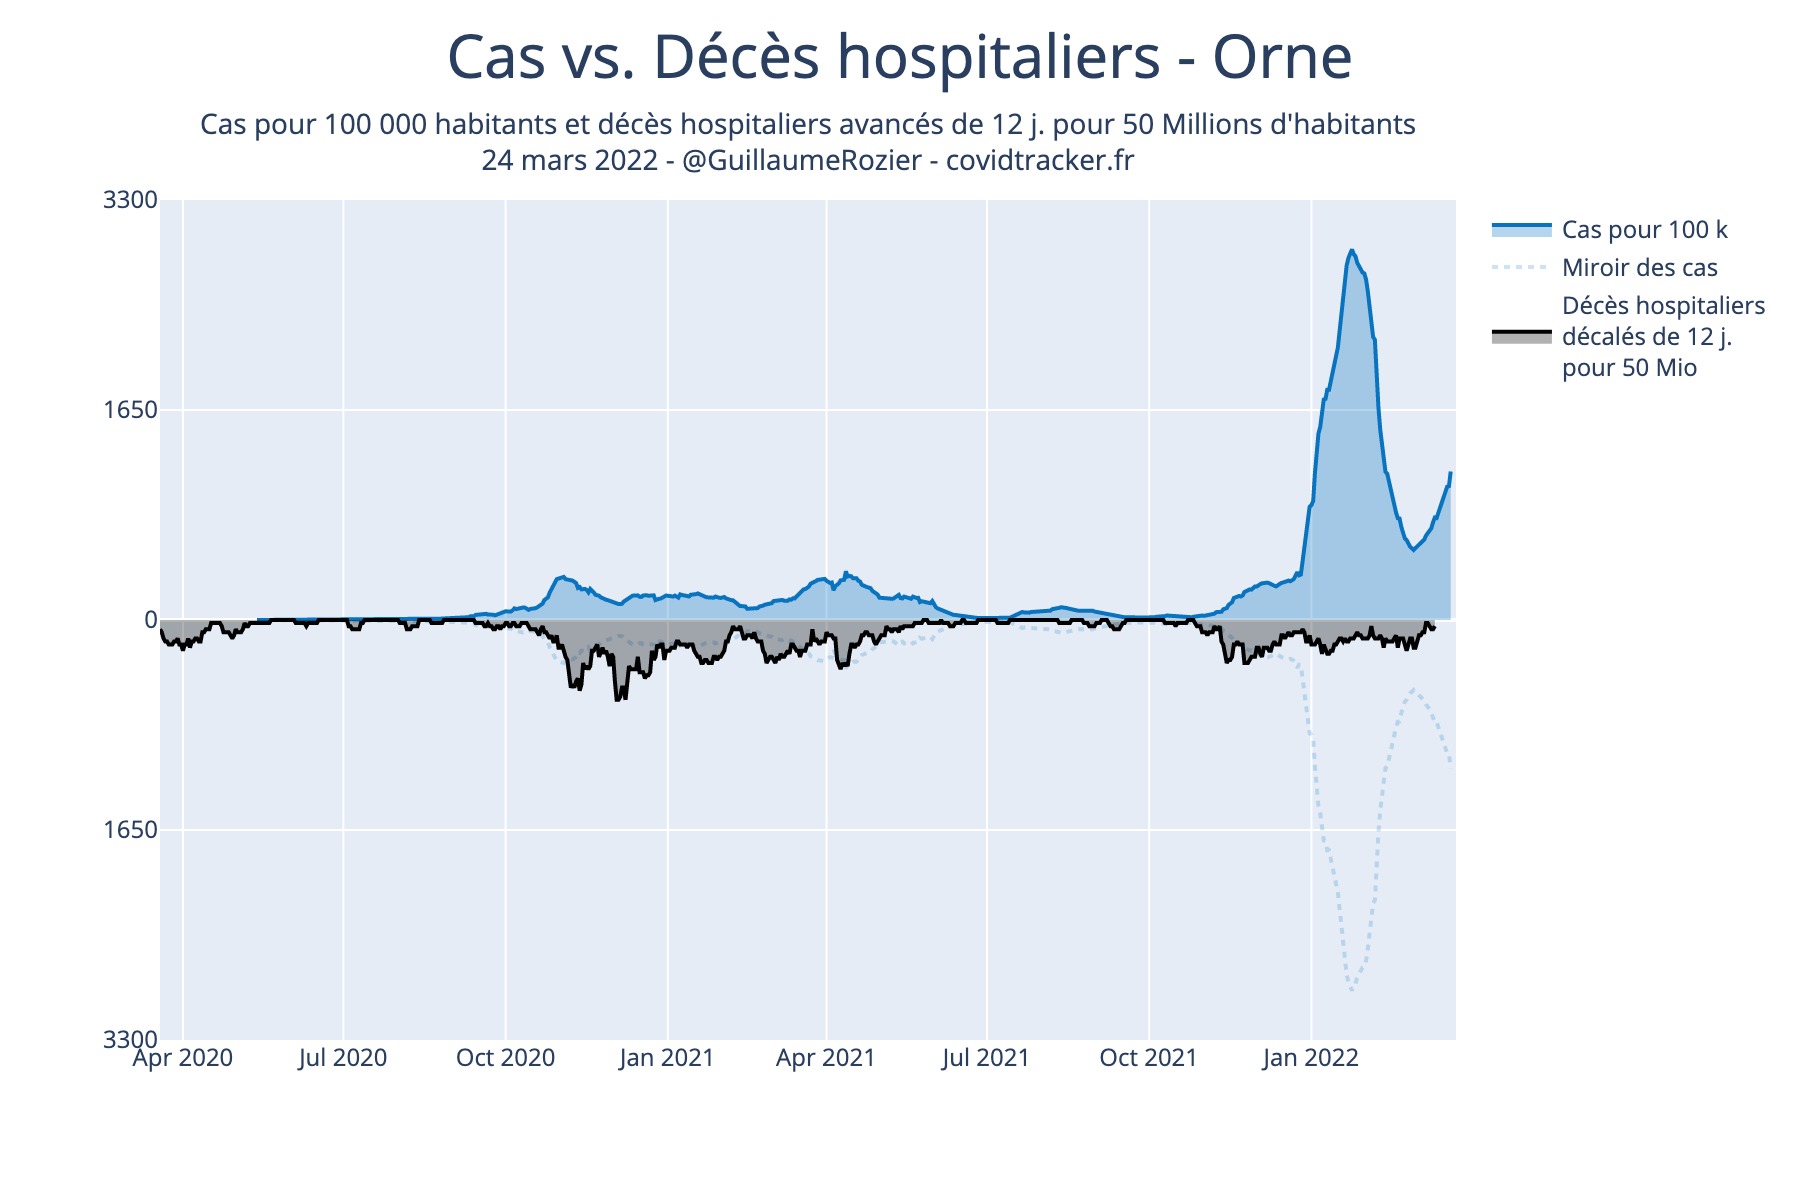 Cas vs. Décès hospitaliers - Orne
Cas pour 100 000 habitants et décès hospitaliers avancés de 12 j. pour 50 Millions d'habitants
24 mars 2022 - @GuillaumeRozier - covidtracker.fr
3300
1650
0
1650
3300
Apr 2020
Jul 2020
Oct 2020
Jan 2021
Apr 2021
Jul 2021
Oct 2021
Jan 2022
Cas pour 100 k
Miroir des cas
Décès hospitaliers
décalés de 12 j.
pour 50 Mio